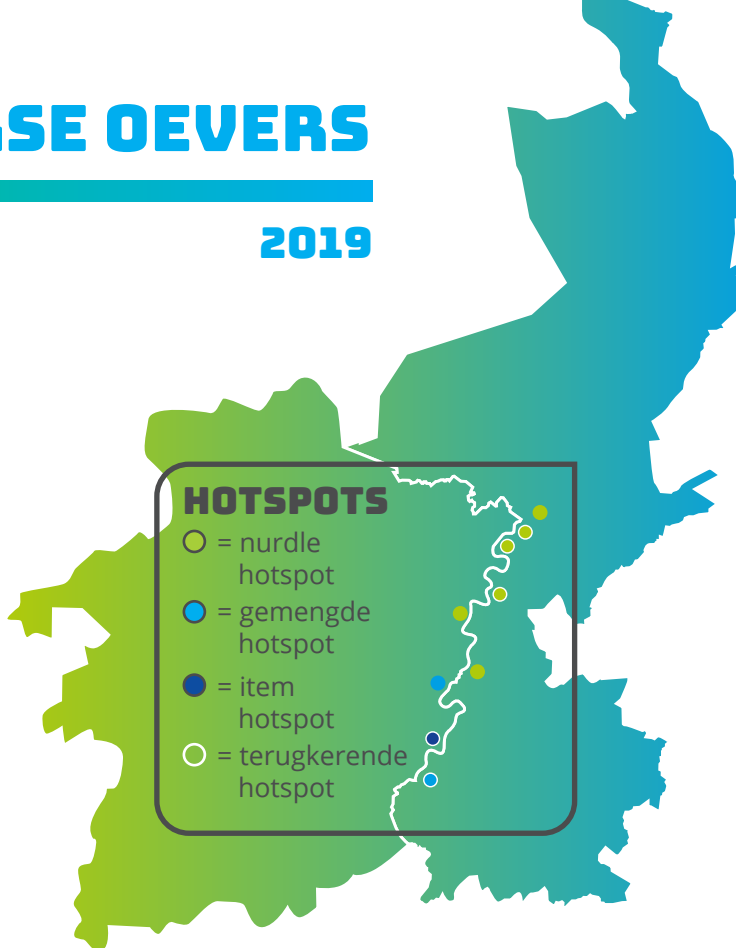 SE OEVERS
2019
HOTSPOTS
= nurdle
hotspot
= gemengde
hotspot
= item
hotspot
= terugkerende
hotspot